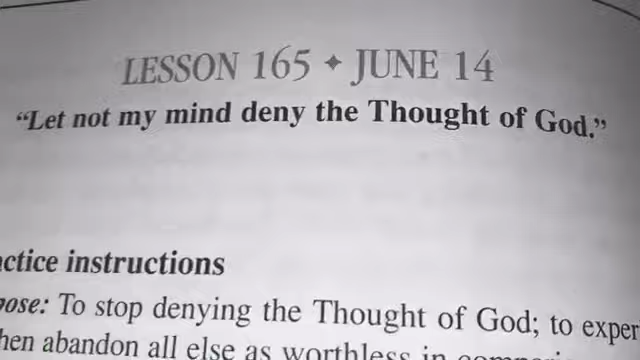 LESSON 165 ✦ JUNE 14
“Let not my mind deny the Thought of God.”
ctice instructions
ose: To stop denying the Thought of God; to exper
hen abandon all else as worthless in